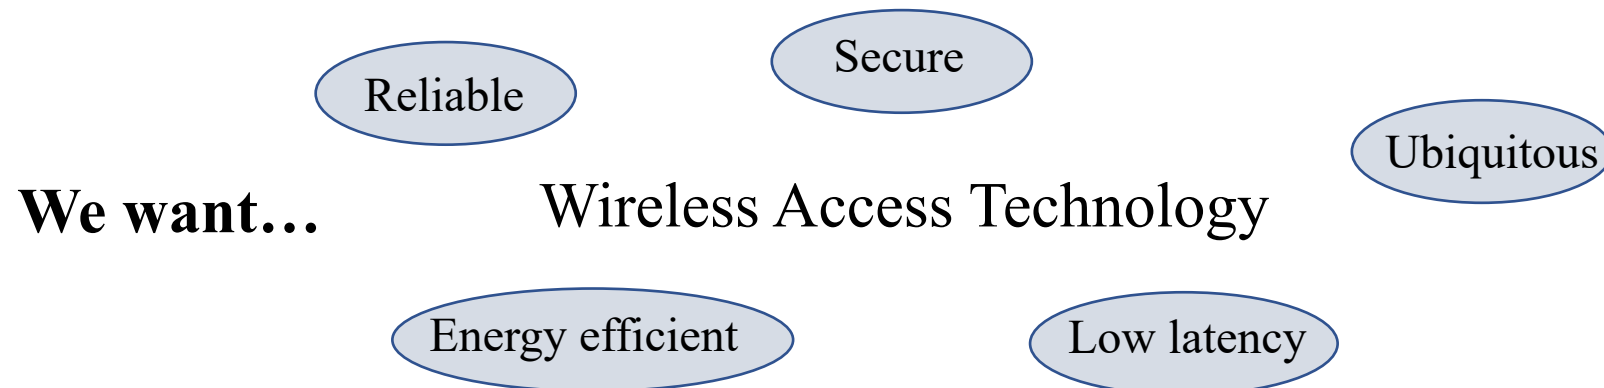 Secure
Reliable
Ubiquitous
We want…
Wireless Access Technology
Energy efficient
Low latency